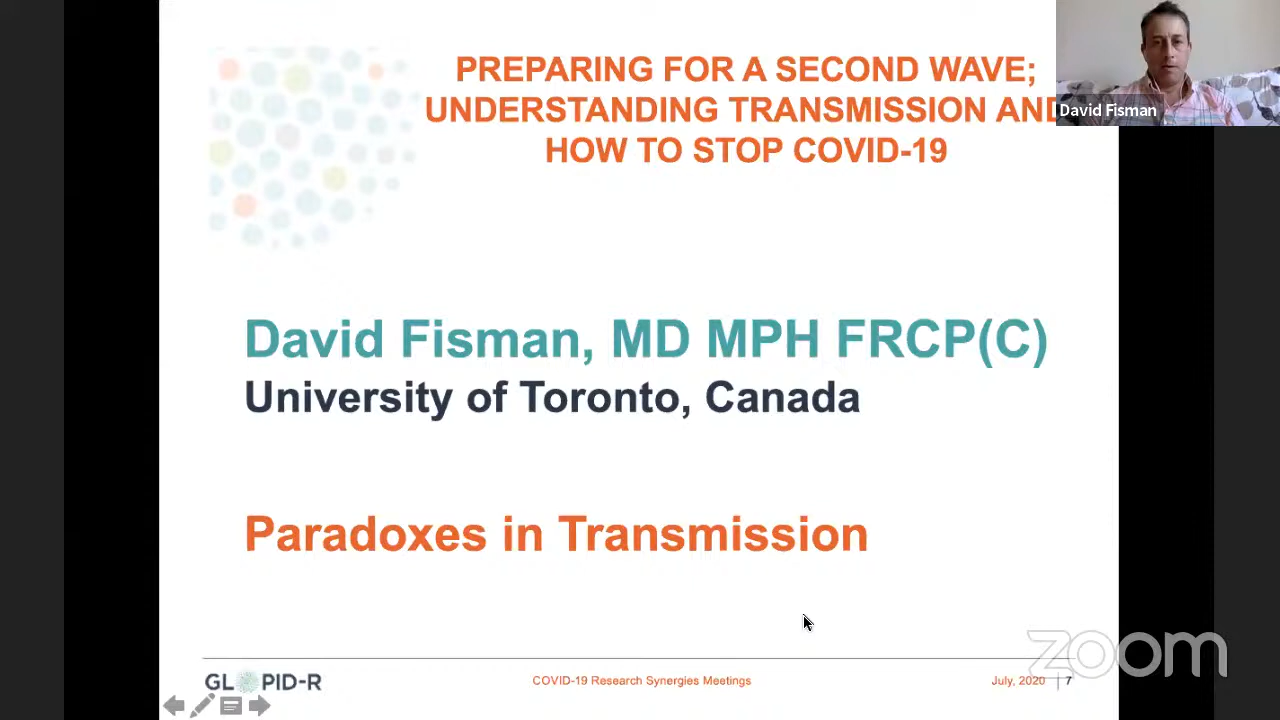 PREPARING FOR A SECOND WAVE;
UNDERSTANDING TRANSMISSION AND
HOW TO STOP COVID-19
David Fisman
David Fisman, MD MPH FRCP(C)
University of Toronto, Canada
Paradoxes in Transmission
GLOPID-R
COVID-19 Research Synergies Meetings
July, 2020
7
zoom